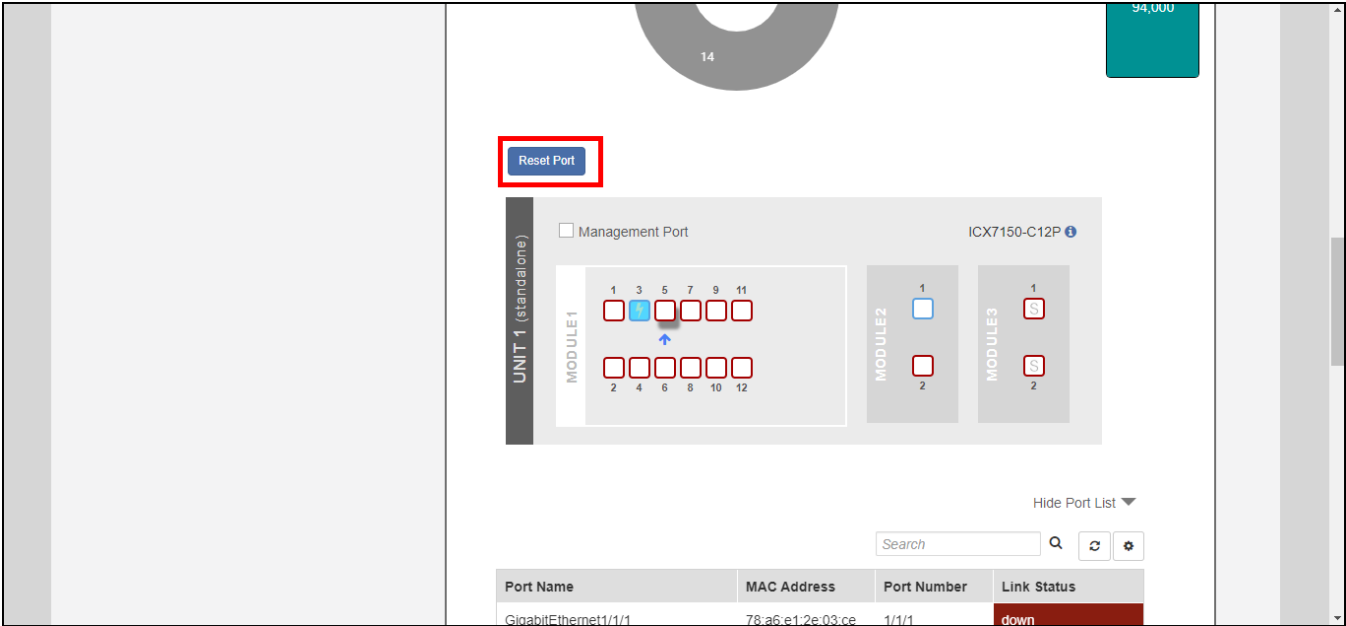 94,000
14
Reset Port
Management Port
ICX7150-C12P
UNIT 1 (standalone)
MODULE1
1 3 5 7 9 11
2 4 6 8 10 12
MODULE2
1
2
MODULE3
1
S
S
2
Hide Port List
Search
Port Name MAC Address Port Number Link Status
GigabitEthernet1/1/1 78:a6:e1:2e:03:ce 1/1/1 down